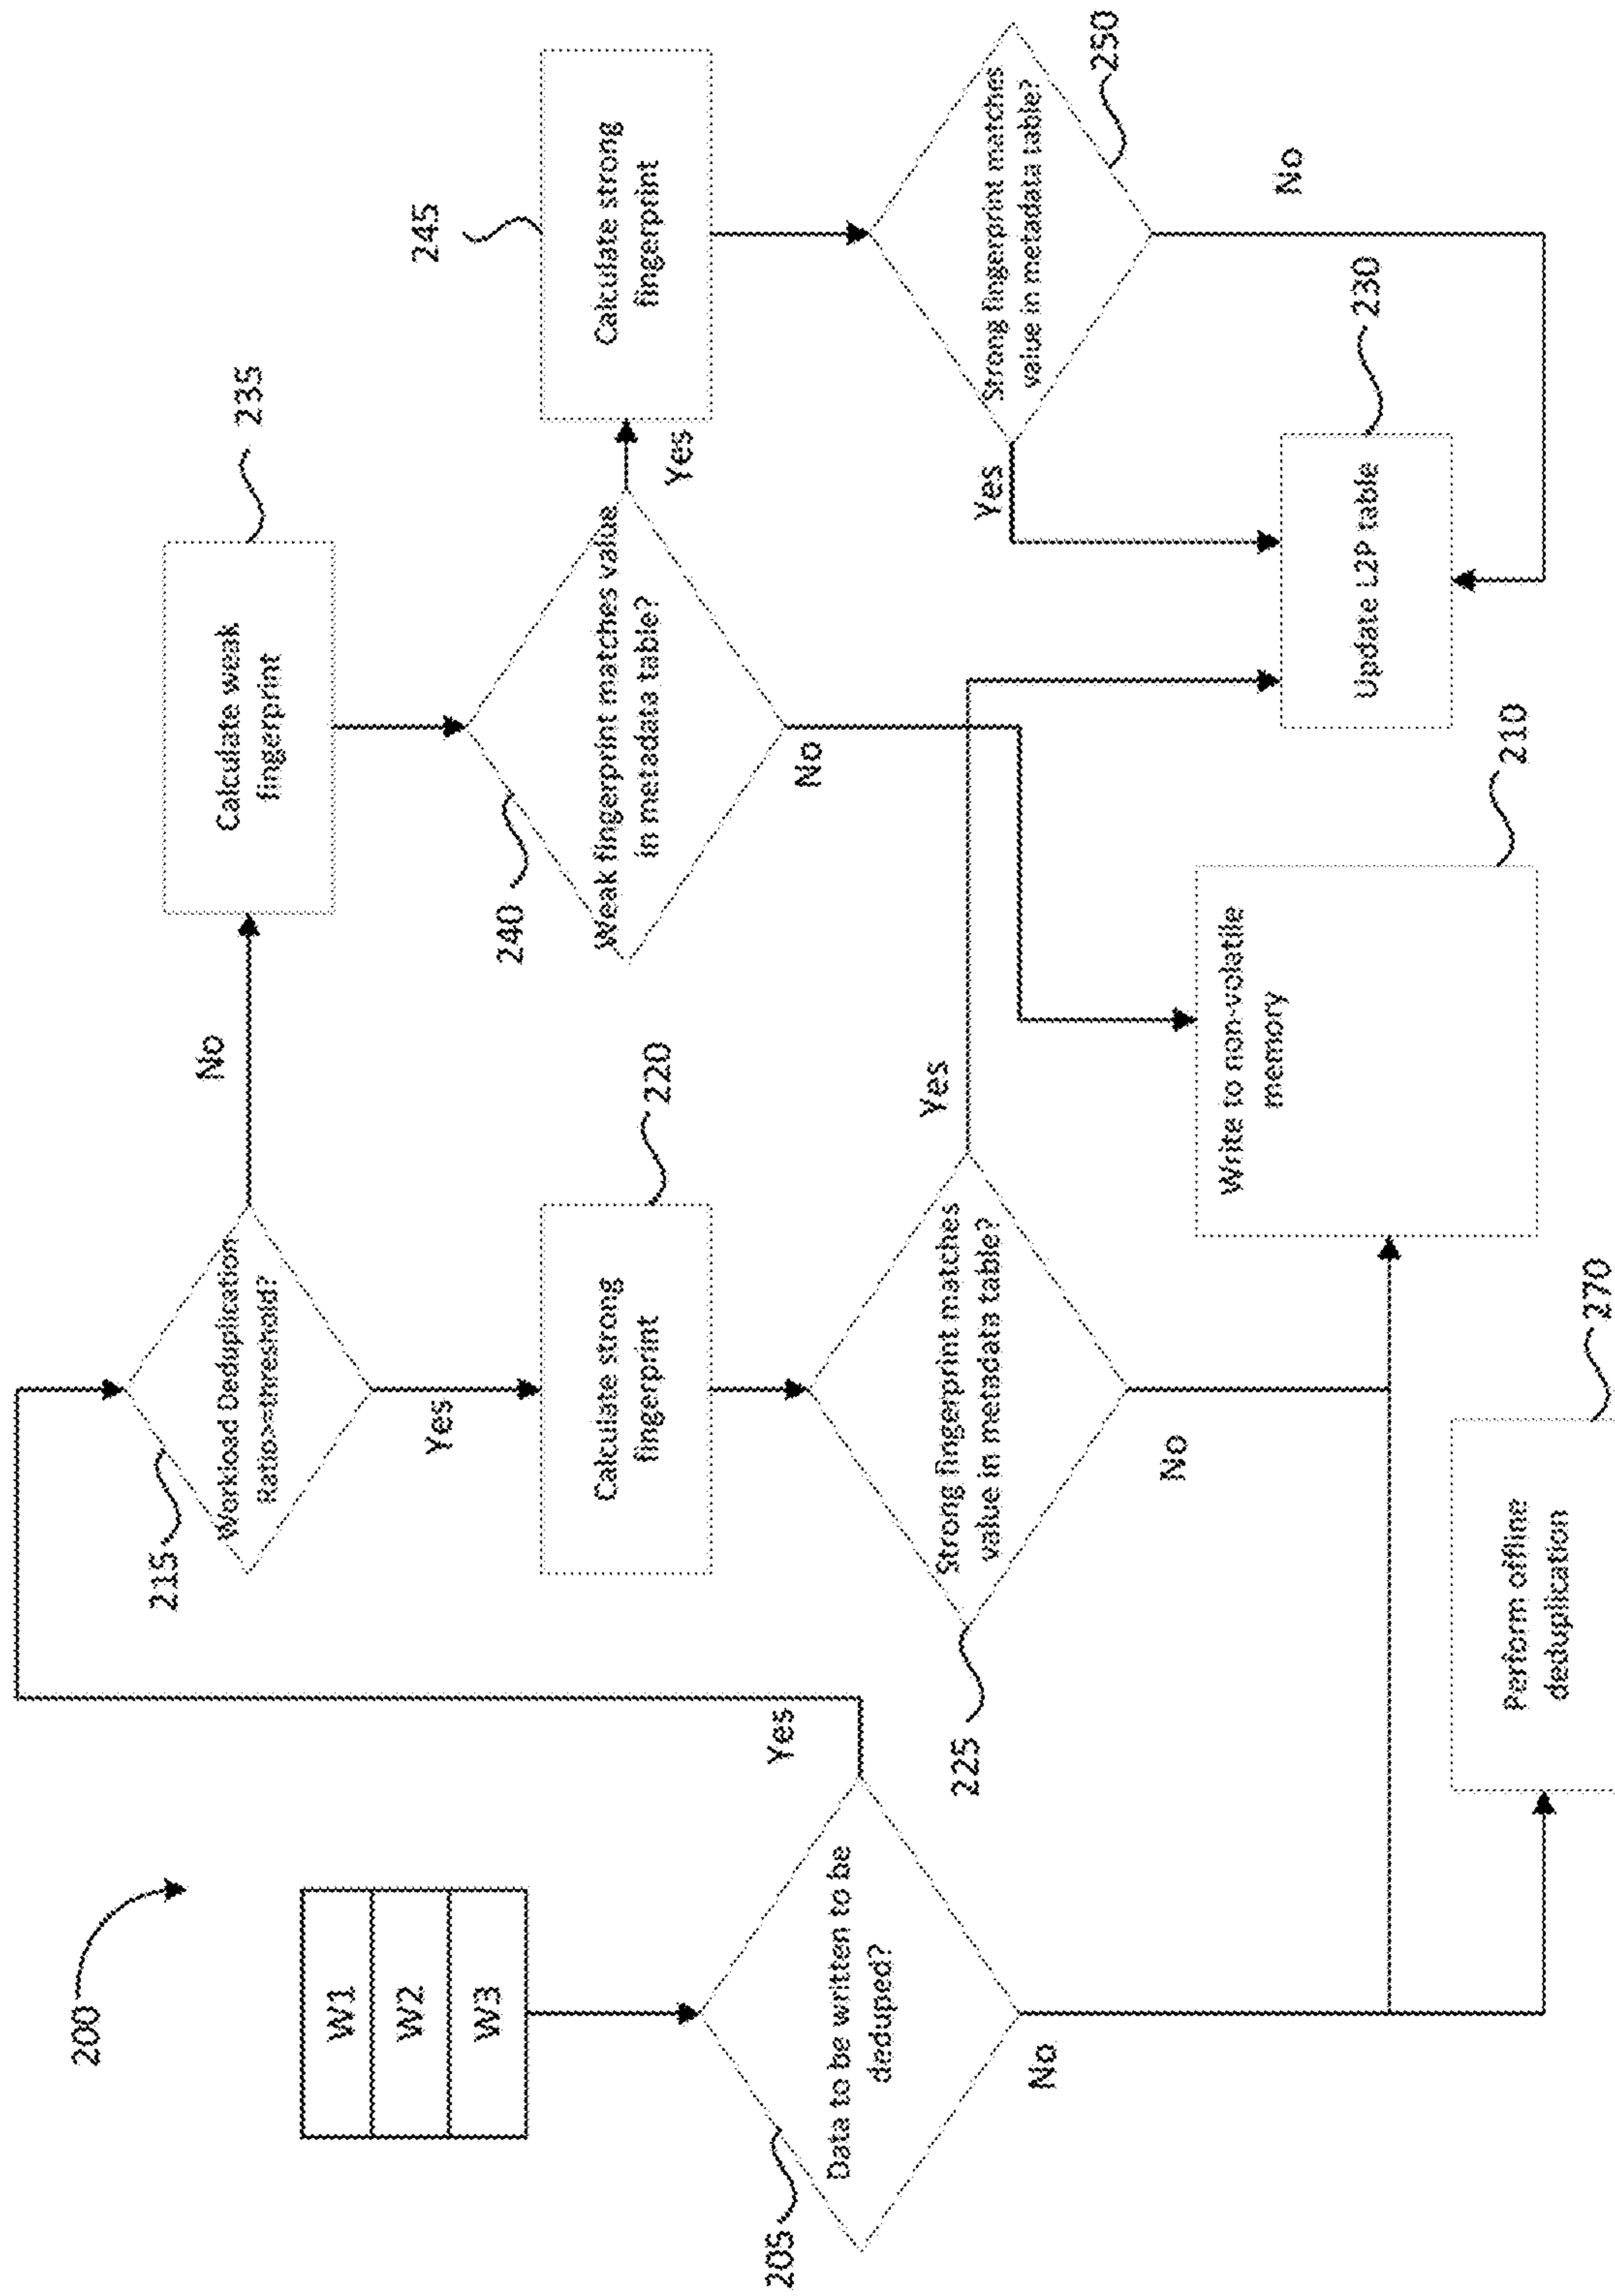 200
W1
W2
W3
205
Data to be written to be
deduped?
Yes
No
215
Workload Deduplication
Ratio>=threshold?
No
Yes
220
Calculate strong
fingerprint
225
Strong fingerprint matches
value in metadata table?
Yes
No
235
Calculate weak
fingerprint
240
Weak fingerprint matches value
in metadata table?
Yes
No
245
Calculate strong
fingerprint
250
Strong fingerprint matches
value in metadata table?
Yes
No
230
Update L2P table
210
Write to non-volatile
memory
270
Perform offline
deduplication